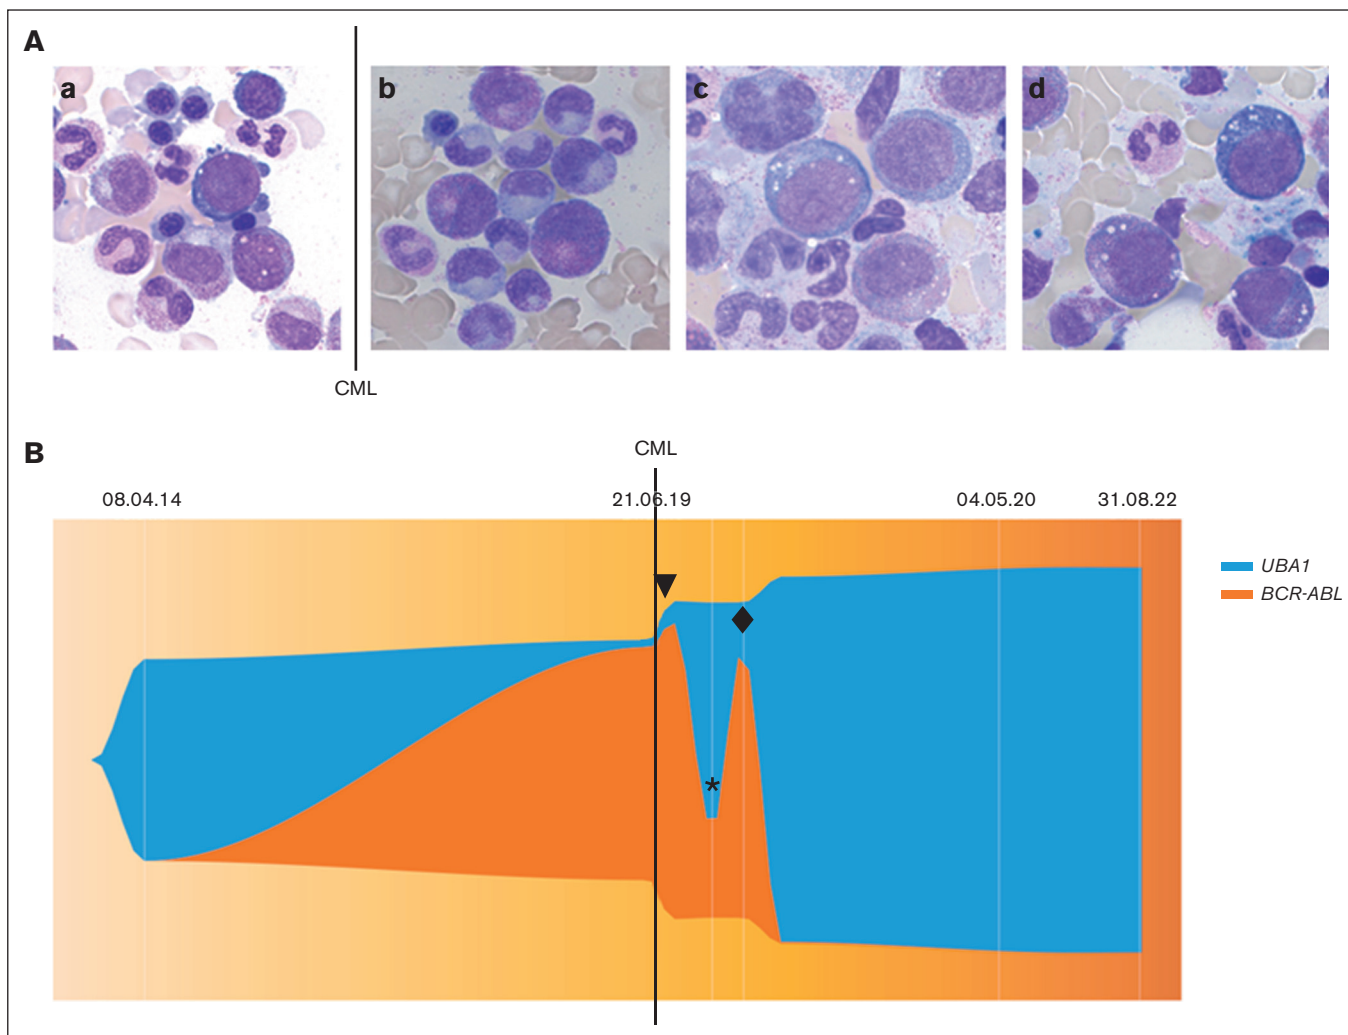 A
a
b
c
d
CML
B
CML
08.04.14
21.06.19
04.05.20
31.08.22
*
UBA1
BCR-ABL